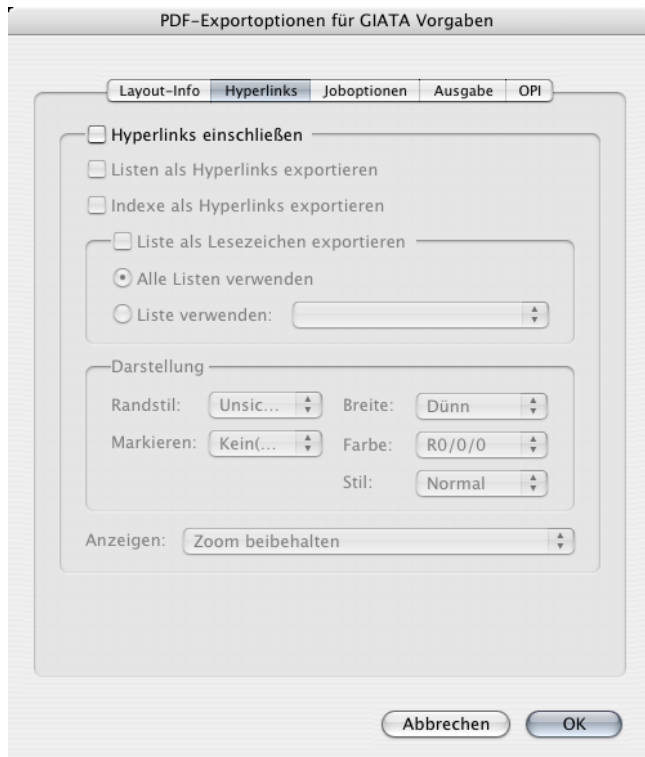 PDF-Exportoptionen für GIATA Vorgaben
Layout-Info Hyperlinks Joboptionen Ausgabe OPI
Hyperlinks einschließen
Listen als Hyperlinks exportieren
Indexe als Hyperlinks exportieren
Liste als Lesezeichen exportieren
Alle Listen verwenden
Liste verwenden:
Darstellung
Randstil: Unsic... Breite: Dünn
Markieren: Kein(... Farbe: R0/0/0
Stil: Normal
Anzeigen: Zoom beibehalten
Abbrechen OK